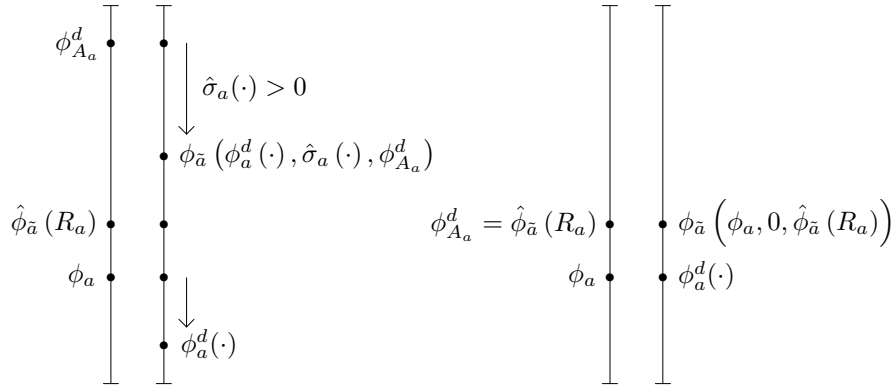 $\phi^d_{A_a}$
$\hat{\sigma}_a(\cdot) > 0$
$\phi_{\tilde{a}}\left(\phi^d_a(\cdot), \hat{\sigma}_a(\cdot), \phi^d_{A_a}\right)$
$\hat{\phi}_{\tilde{a}}(R_a)$
$\phi_a$
$\phi^d_a(\cdot)$
$\phi^d_{A_a} = \hat{\phi}_{\tilde{a}}(R_a)$
$\phi_{\tilde{a}}\left(\phi_a, 0, \hat{\phi}_{\tilde{a}}(R_a)\right)$
$\phi_a$
$\phi^d_a(\cdot)$